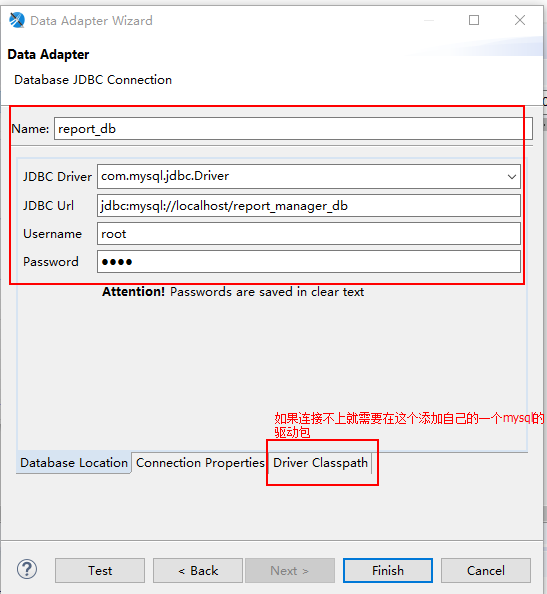 Data Adapter Wizard
Data Adapter
Database JDBC Connection
Name: report_db
JDBC Driver com.mysql.jdbc.Driver
JDBC Url jdbc:mysql://localhost/report_manager_db
Username root
Password ●●●●
Attention! Passwords are saved in clear text
如果连接不上就需要在这个添加自己的一个mysql的
驱动包
Database Location Connection Properties Driver Classpath
? Test < Back Next > Finish Cancel